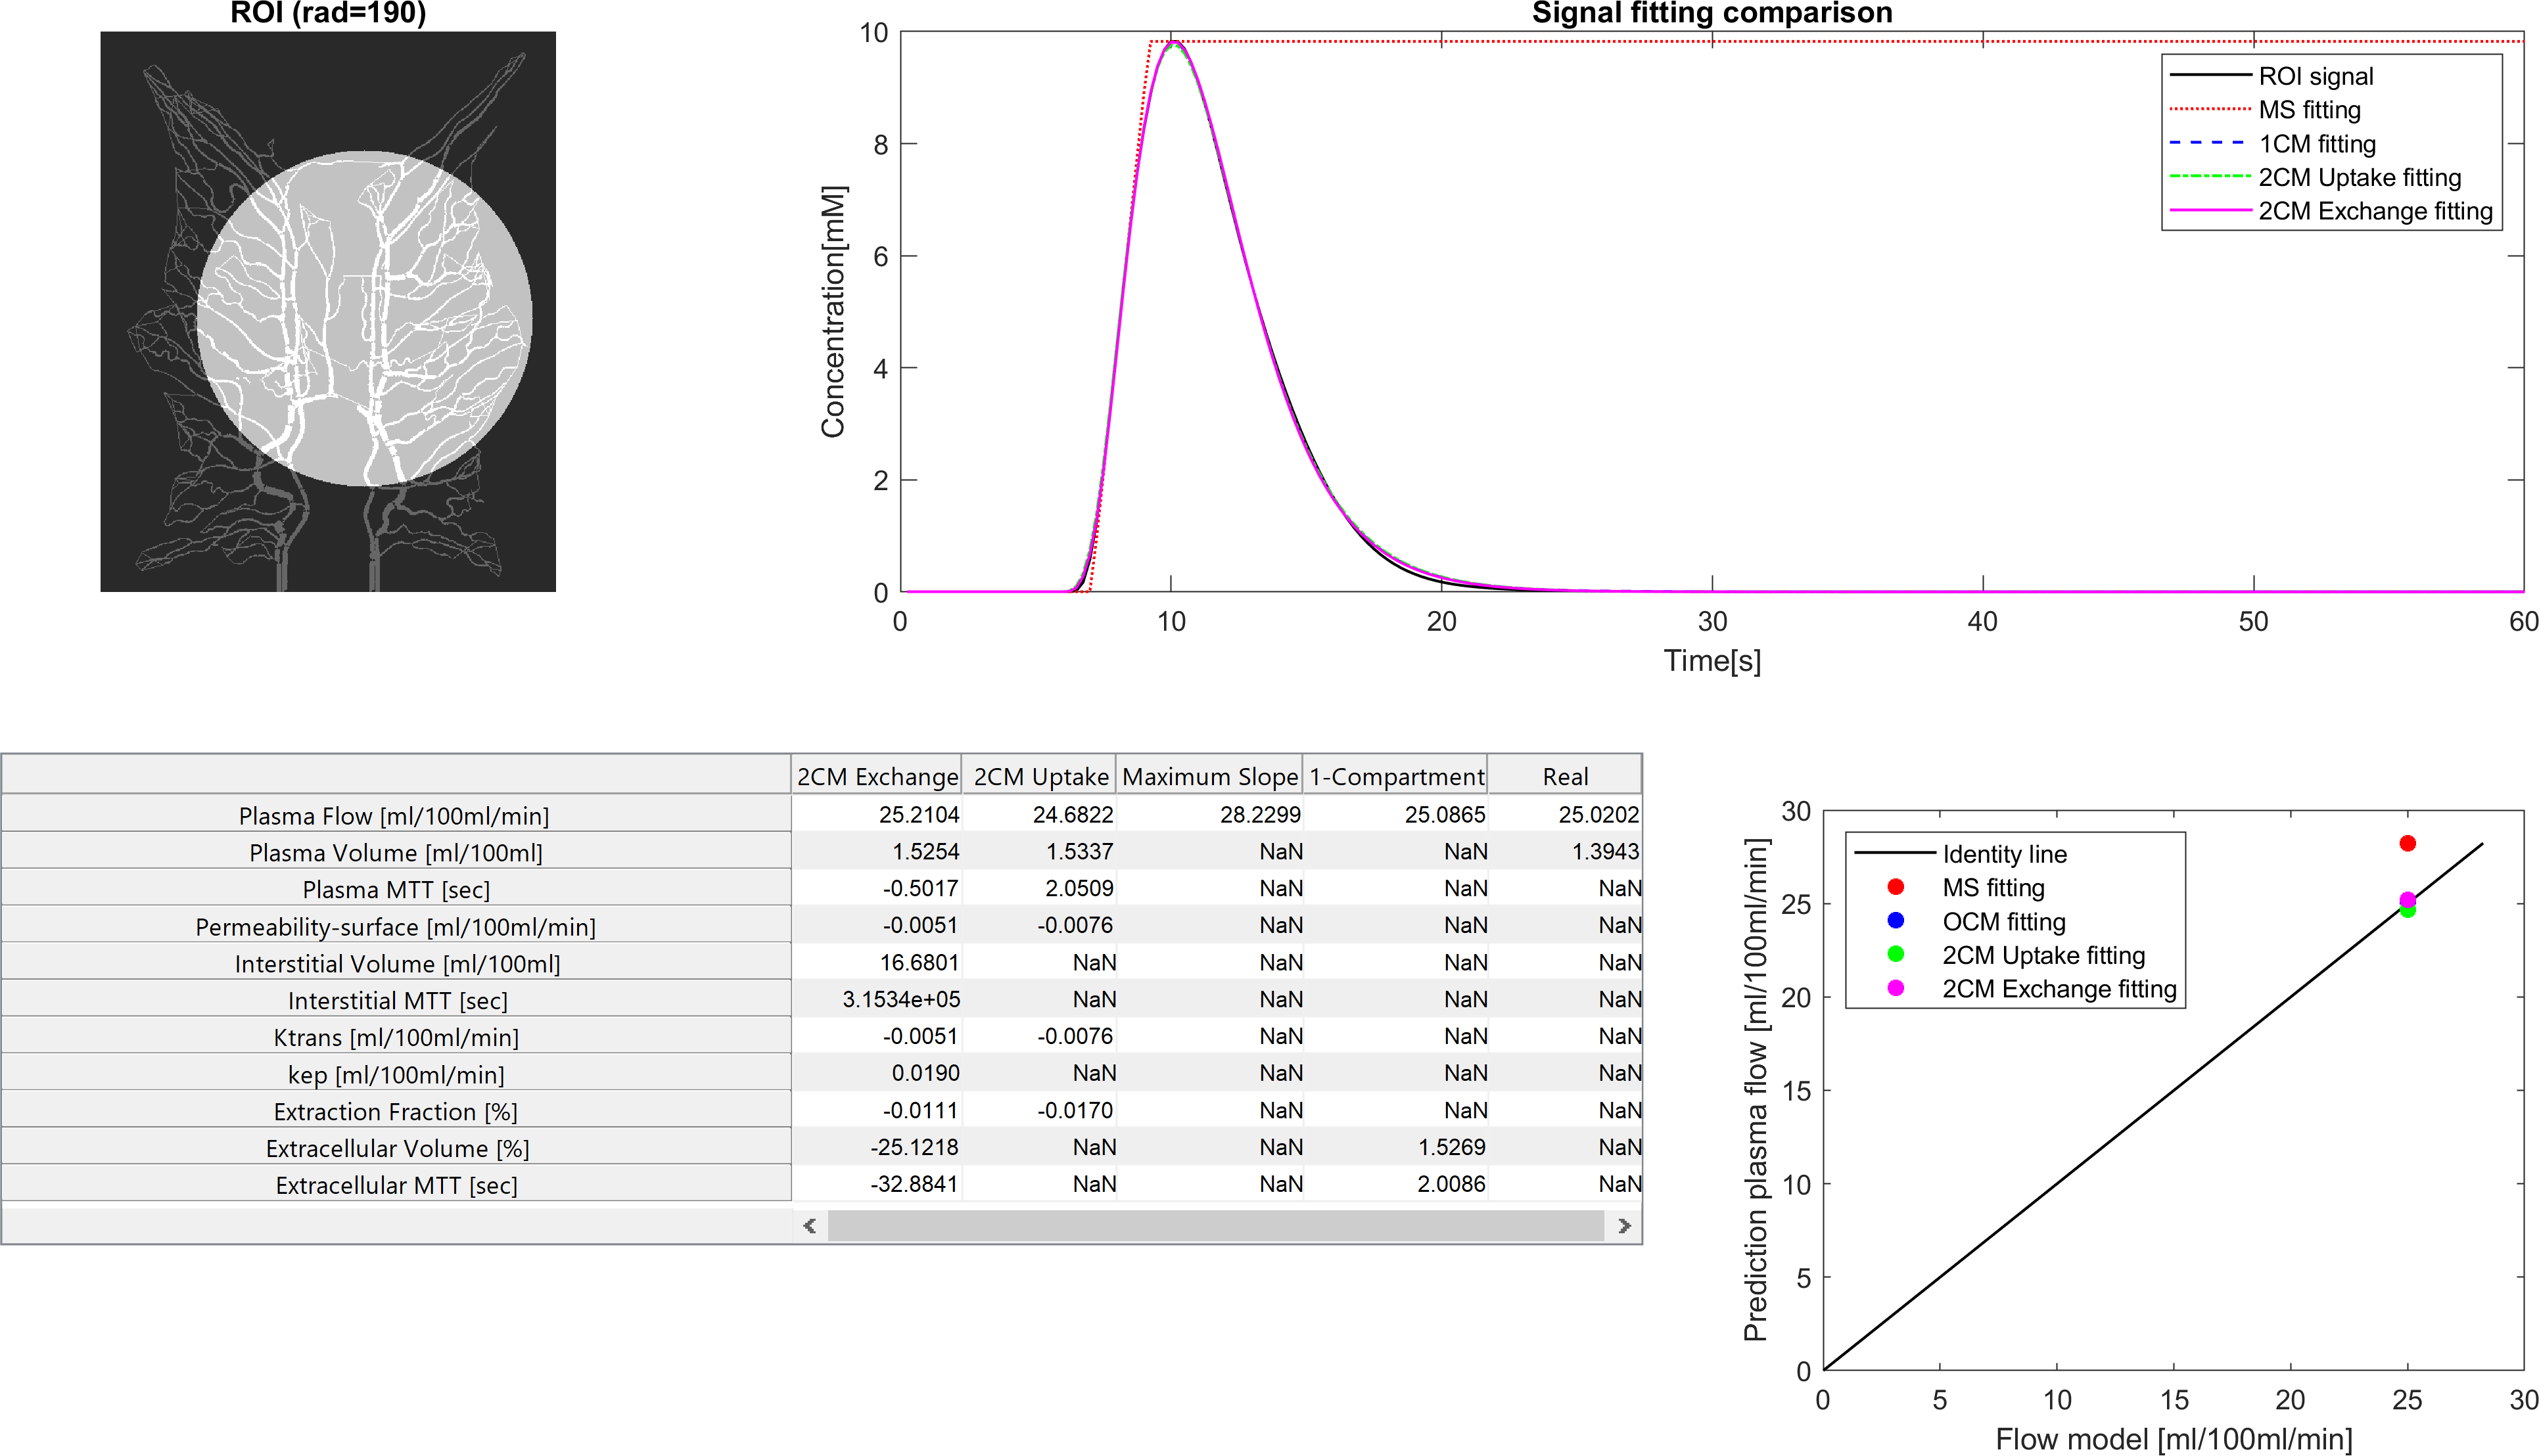 ROI (rad=190)
Signal fitting comparison
Concentration[mM]
10
8
6
4
2
0
0 10 20 30 40 50 60
Time[s]
ROI signal
MS fitting
1CM fitting
2CM Uptake fitting
2CM Exchange fitting
2CM Exchange 2CM Uptake Maximum Slope 1-Compartment Real
Plasma Flow [ml/100ml/min] 25.2104 24.6822 28.2299 25.0865 25.0202
Plasma Volume [ml/100ml] 1.5254 1.5337 NaN NaN 1.3943
Plasma MTT [sec] -0.5017 2.0509 NaN NaN NaN
Permeability-surface [ml/100ml/min] -0.0051 -0.0076 NaN NaN NaN
Interstitial Volume [ml/100ml] 16.6801 NaN NaN NaN NaN
Interstitial MTT [sec] 3.1534e+05 NaN NaN NaN NaN
Ktrans [ml/100ml/min] -0.0051 -0.0076 NaN NaN NaN
kep [ml/100ml/min] 0.0190 NaN NaN NaN NaN
Extraction Fraction [%] -0.0111 -0.0170 NaN NaN NaN
Extracellular Volume [%] -25.1218 NaN NaN 1.5269 NaN
Extracellular MTT [sec] -32.8841 NaN NaN 2.0086 NaN
Prediction plasma flow [ml/100ml/min]
30
25
20
15
10
5
0
0 5 10 15 20 25 30
Flow model [ml/100ml/min]
Identity line
MS fitting
OCM fitting
2CM Uptake fitting
2CM Exchange fitting